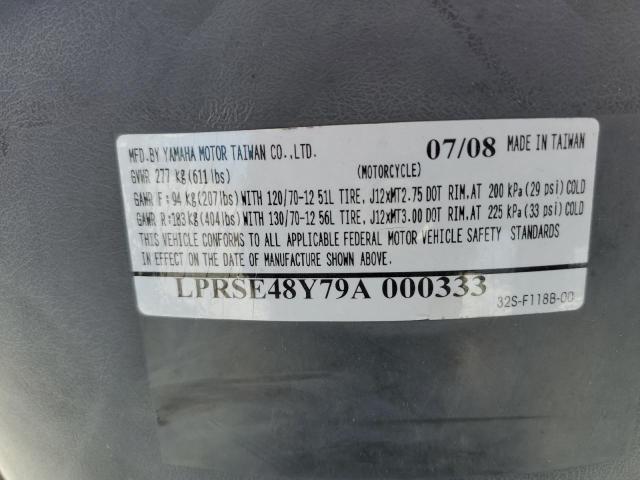 MFD.BY YAMAHA MOTOR TAIWAN CO.,LTD. 07/08 MADE IN TAIWAN
GVWR 277 kg(611 lbs) (MOTORCYCLE)
GAWR F: 94 kg(207 lbs)WITH 120/70-12 51L TIRE, J12xMT2.75 DOT RIM.AT 200 kPa(29 psi)COLD
GAWR R:183 kg(404 lbs)WITH 130/70-12 56L TIRE, J12xMT3.00 DOT RIM.AT 225 kPa(33 psi)COLD
THIS VEHICLE CONFORMS TO ALL APPLICABLE FEDERAL MOTOR VEHICLE SAFETY STANDARDS
IN EFFECT ON THE DATE OF MANUFACTURE SHOWN ABOVE.
LPRSE48Y79A 000333
32S-F118B-00